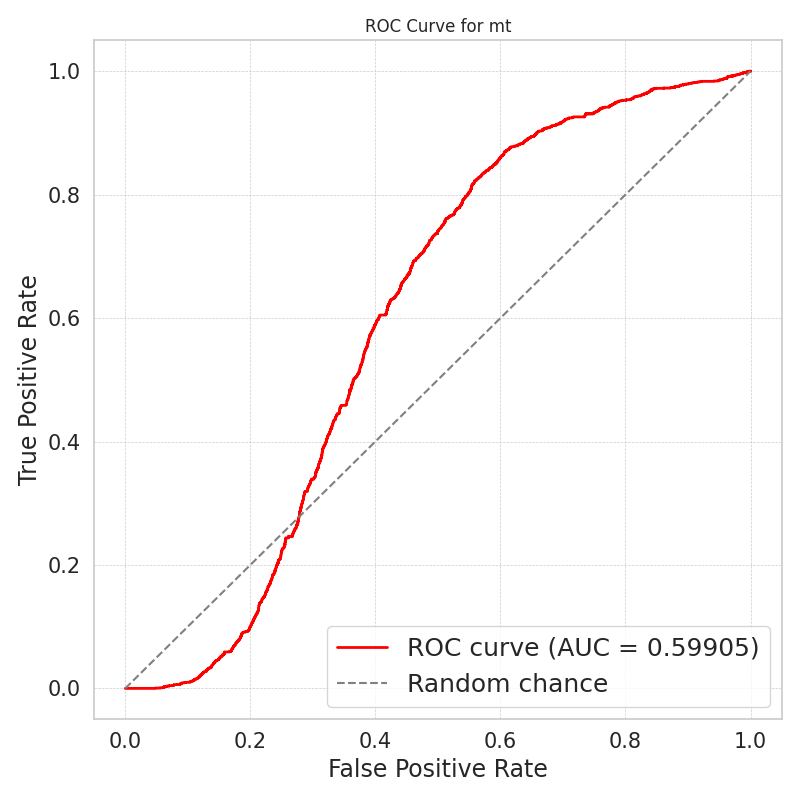 ROC Curve for mt
True Positive Rate
1.0
0.8
0.6
0.4
0.2
0.0
ROC curve (AUC = 0.59905)
Random chance
0.0 0.2 0.4 0.6 0.8 1.0
False Positive Rate